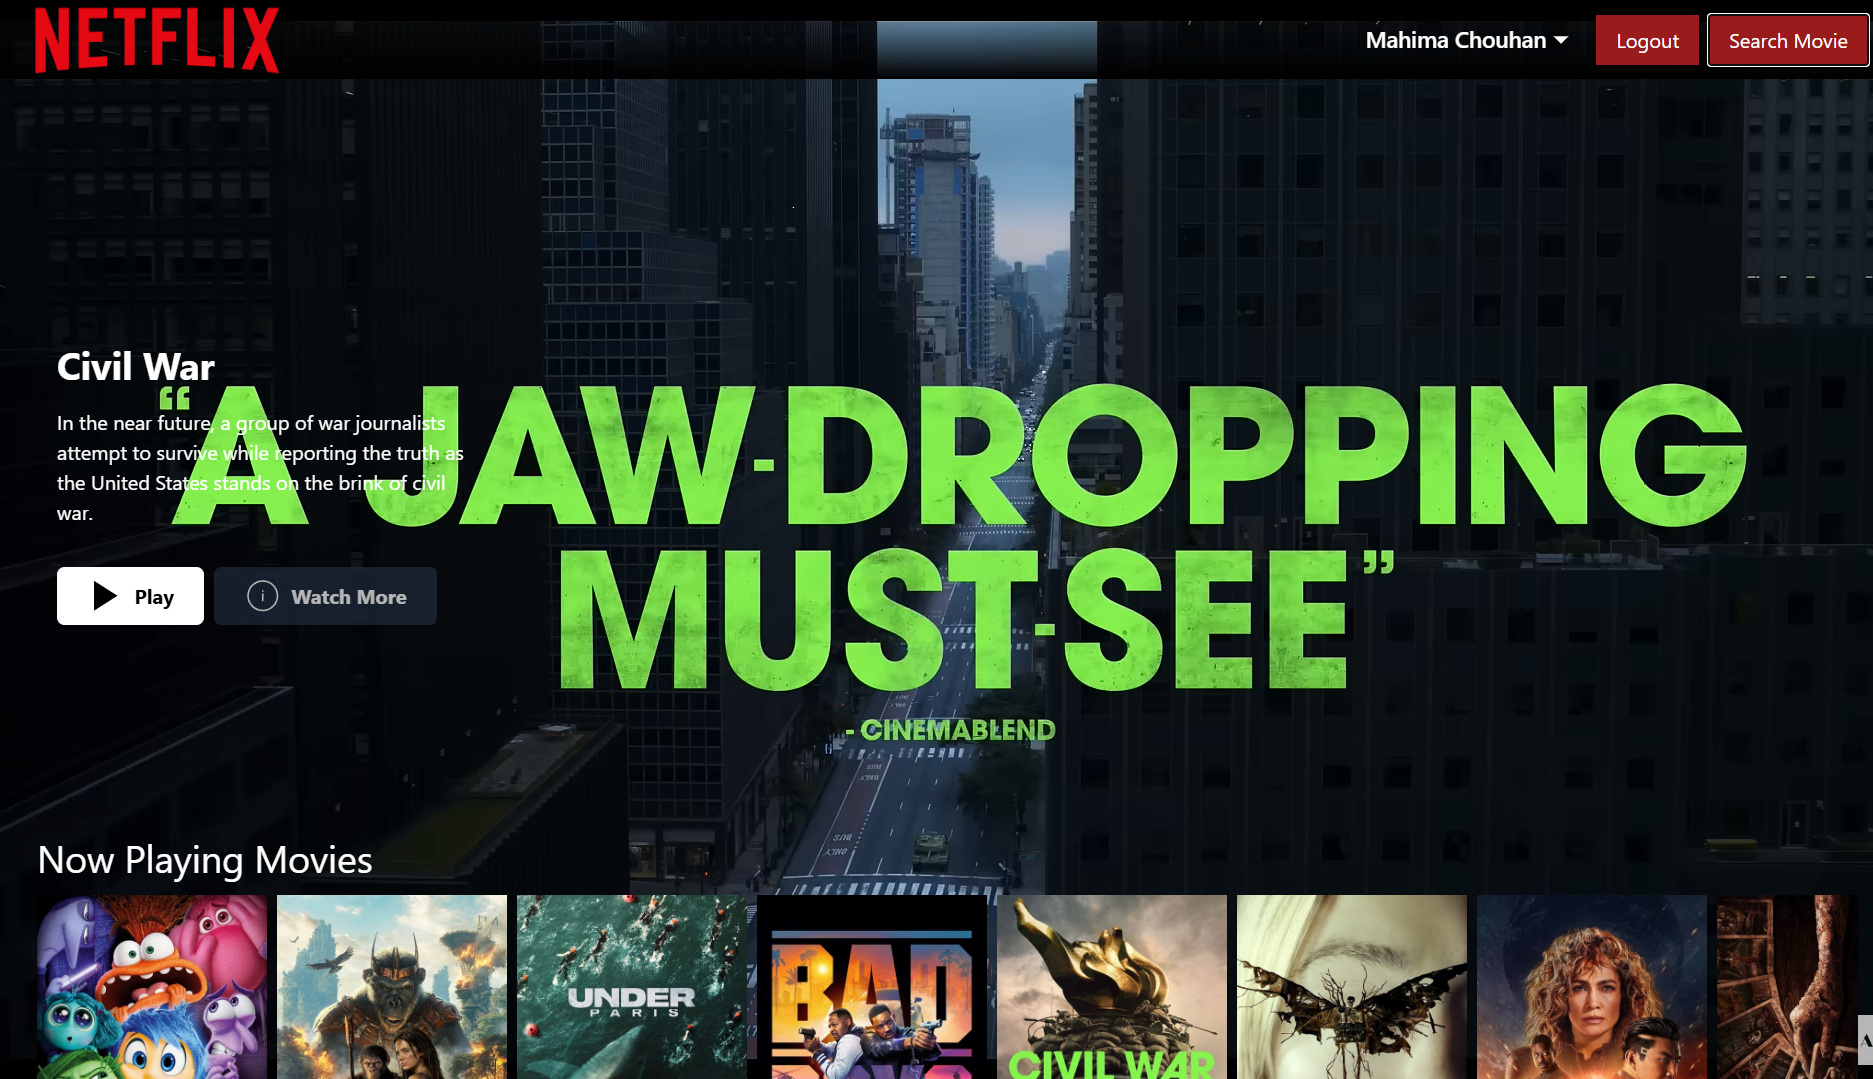 NETFLIX
Mahima Chouhan
Logout
Search Movie
Civil War
In the near future, a group of war journalists
attempt to survive while reporting the truth as
the United States stands on the brink of civil
war.
Play
Watch More
“A JAW-DROPPING
MUST-SEE”
- CINEMABLEND
BUS
ONLY
Now Playing Movies
UNDER
PARIS
BAD
CIVIL WAR
A